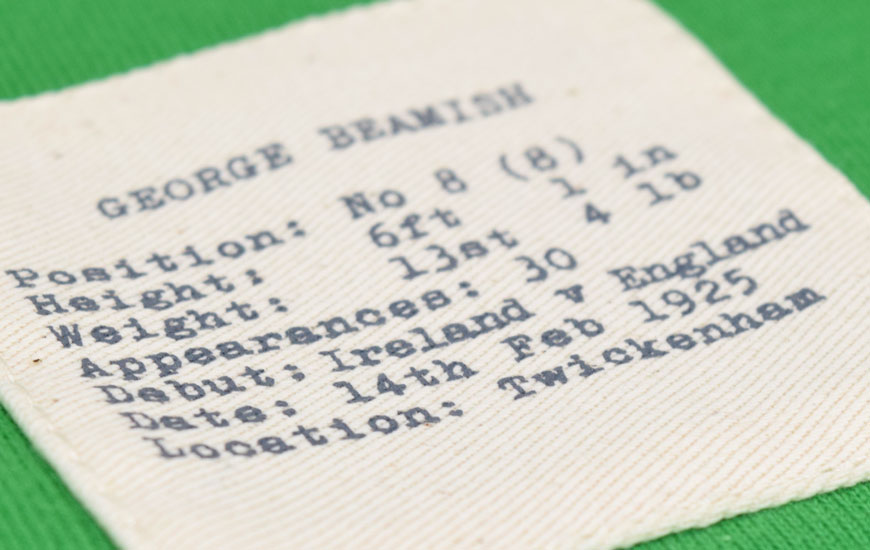 GEORGE BEAMISH
Position: No 8 (8)
Height: 6ft 1 in
Weight: 13st 4 lb
Appearances: 30
Debut: Ireland v England
Date: 14th Feb 1925
Location: Twickenham